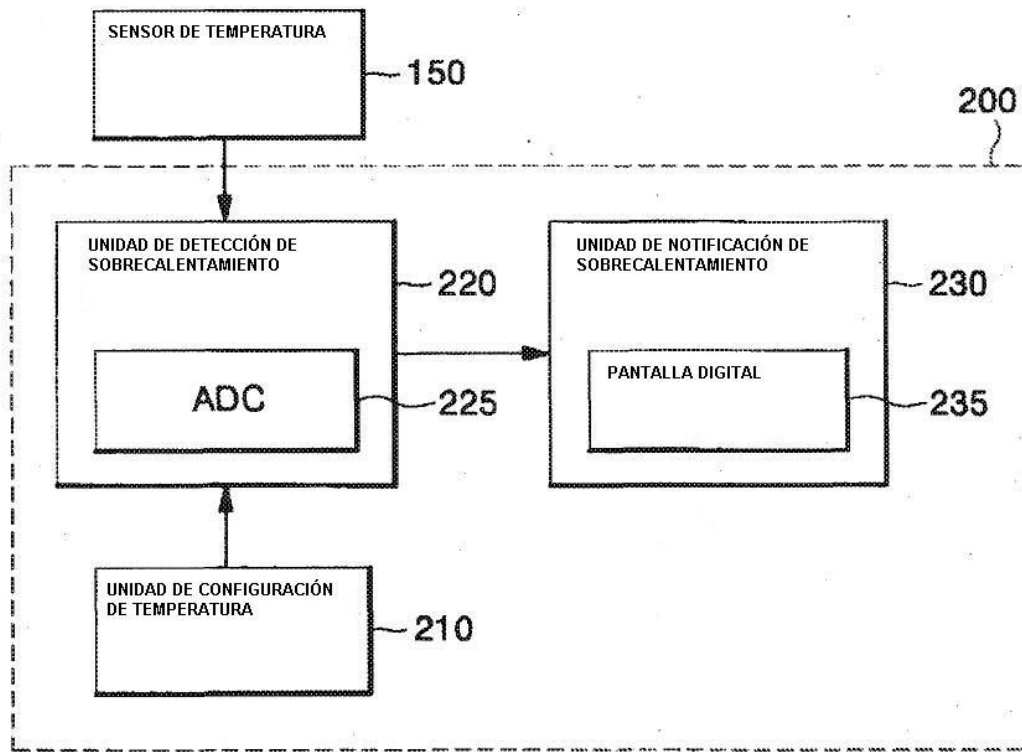 SENSOR DE TEMPERATURA
150
200
UNIDAD DE DETECCIÓN DE
SOBRECALENTAMIENTO
220
ADC
225
UNIDAD DE NOTIFICACIÓN DE
SOBRECALENTAMIENTO
230
PANTALLA DIGITAL
235
UNIDAD DE CONFIGURACIÓN
DE TEMPERATURA
210